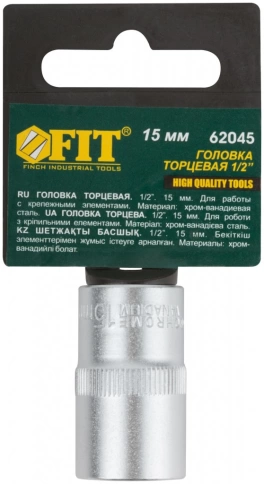 FIT®
FINCH INDUSTRIAL TOOLS
15 мм 62045
ГОЛОВКА
ТОРЦЕВАЯ 1/2”
HIGH QUALITY TOOLS
RU ГОЛОВКА ТОРЦЕВАЯ. 1/2”. 15 мм. Для работы
с крепежными элементами. Материал: хром-ванадиевая
сталь. UA ГОЛОВКА ТОРЦЕВА. 1/2”. 15 мм. Для роботи
з кріпильними елементами. Матеріал: хром-ванадієва сталь.
KZ ШЕТЖАҚТЫ БАСШЫҚ. 1/2”. 15 мм. Бекіткіш
элементтерімен жұмыс істеуге арналған. Материалы: хром-
ванадийлі болат.
CHROME 15